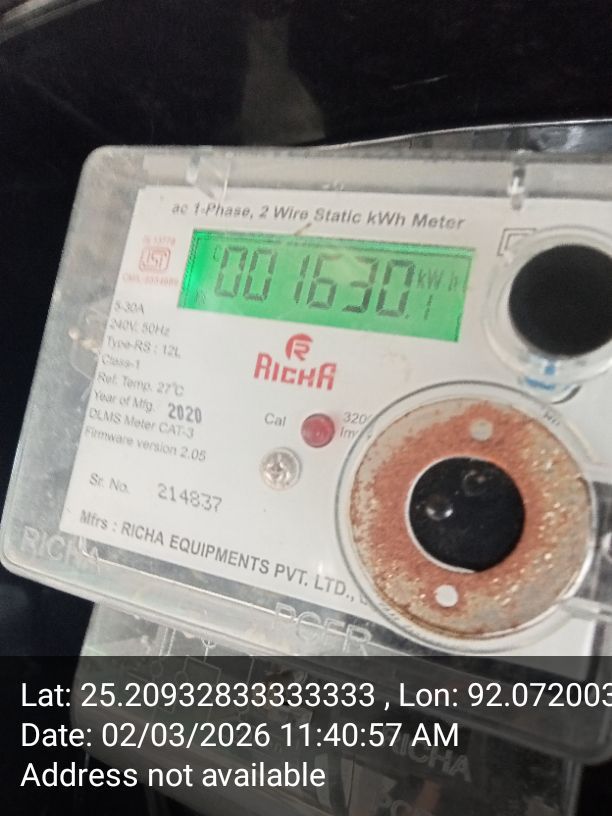 ac 1-Phase, 2 Wire Static kWh Meter
001630.1 kWh
5-30A
240V, 50Hz
Type-RS : 12L
Class-1
Ref. Temp. 27°C
Year of Mfg. 2020
DLMS Meter CAT-3
Firmware version 2.05
RICHA
Cal
320
Sr. No. 214837
Mfrs : RICHA EQUIPMENTS PVT. LTD.,
RICHA
Lat: 25.20932833333333 , Lon: 92.072003
Date: 02/03/2026 11:40:57 AM
Address not available
RICHA